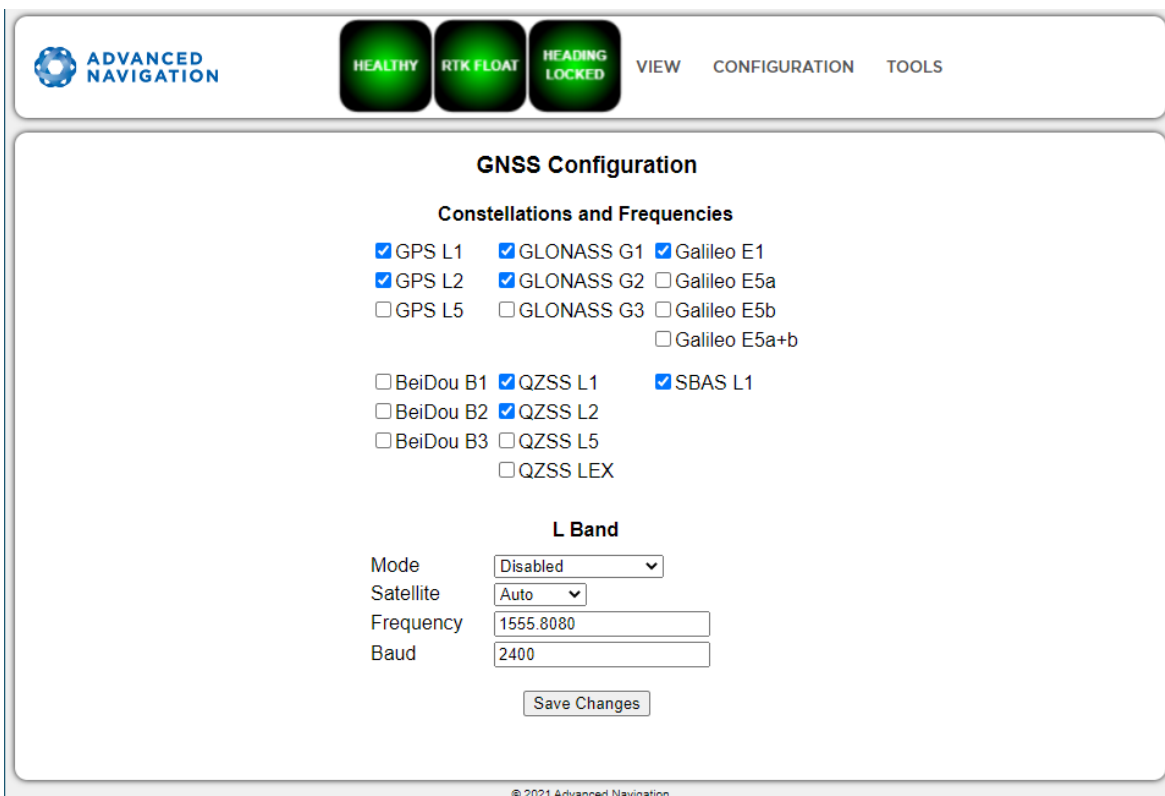 ADVANCED
NAVIGATION
HEALTHY
RTK FLOAT
HEADING
LOCKED
VIEW
CONFIGURATION
TOOLS
GNSS Configuration
Constellations and Frequencies
GPS L1 GLONASS G1 Galileo E1
GPS L2 GLONASS G2 Galileo E5a
GPS L5 GLONASS G3 Galileo E5b
Galileo E5a+b
BeiDou B1 QZSS L1 SBAS L1
BeiDou B2 QZSS L2
BeiDou B3 QZSS L5
QZSS LEX
L Band
Mode Disabled
Satellite Auto
Frequency 1555.8080
Baud 2400
Save Changes
© 2021 Advanced Navigation